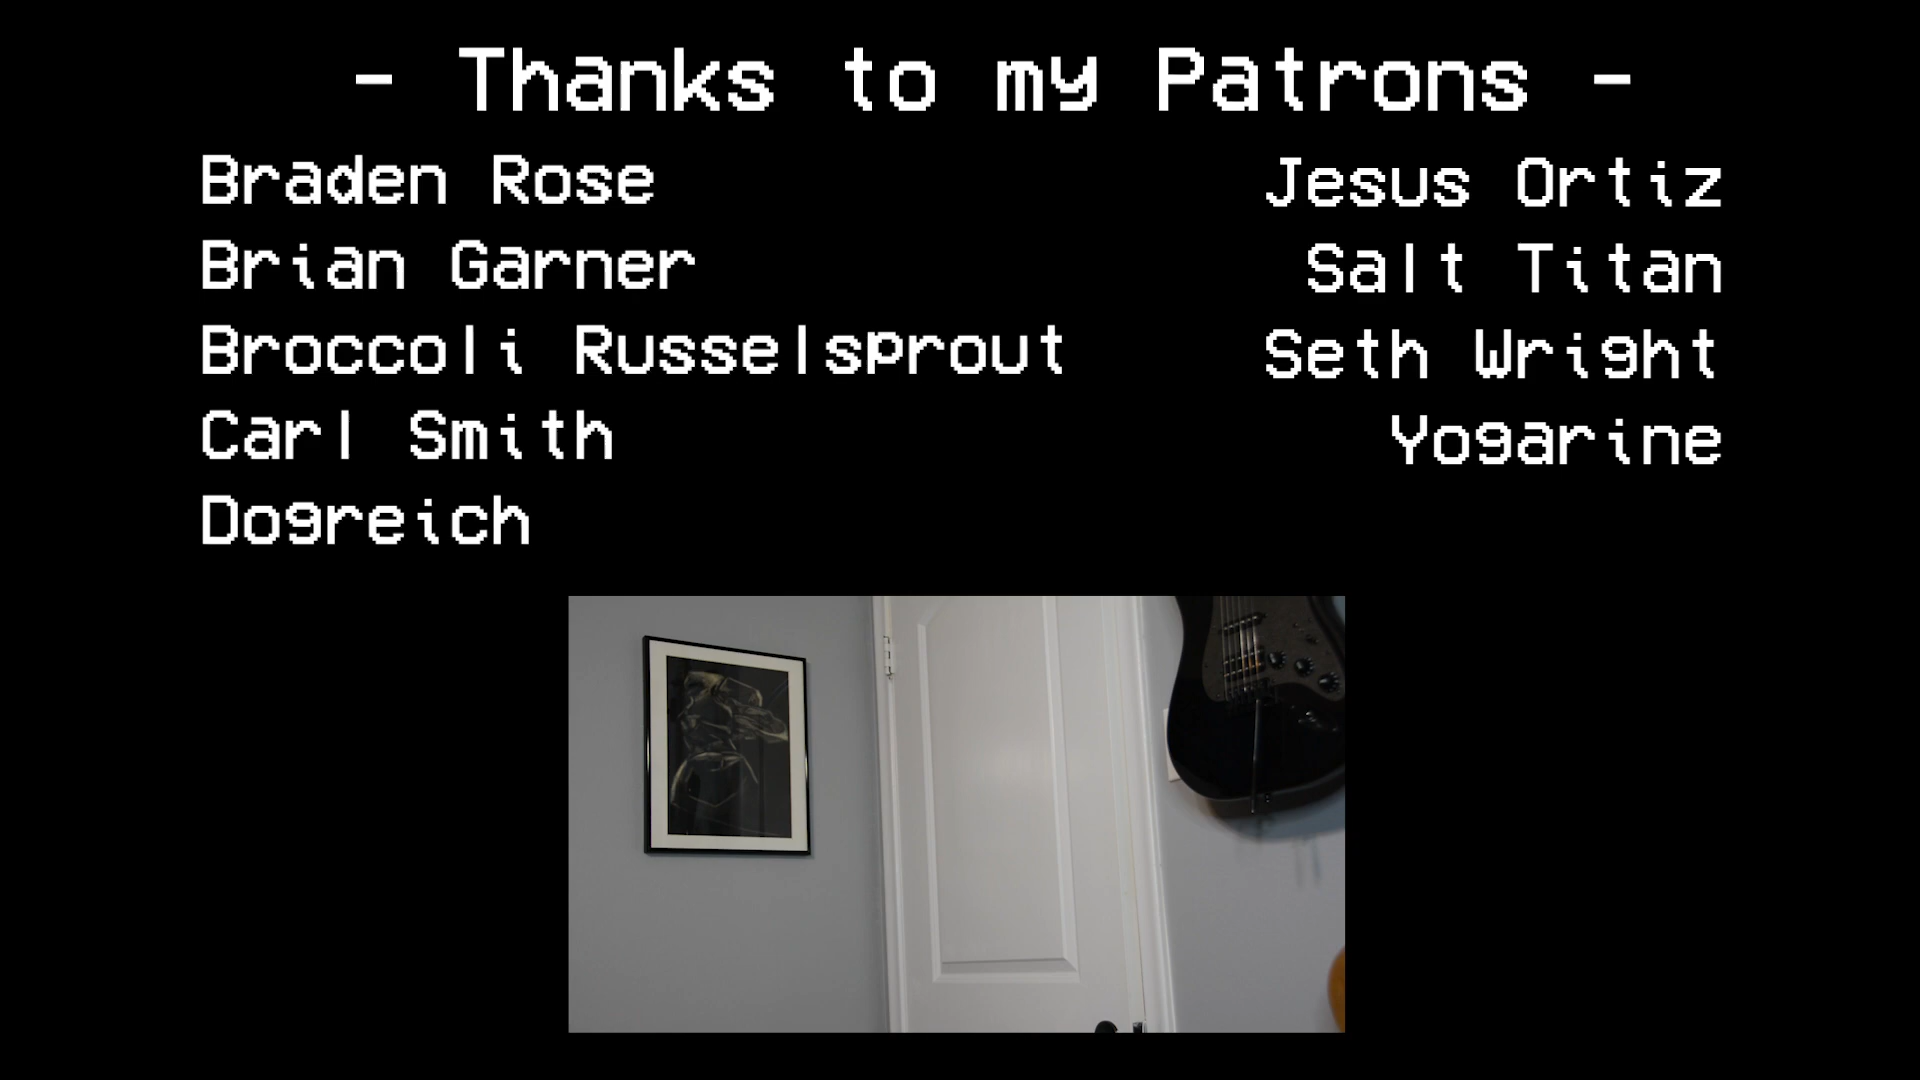 - Thanks to my Patrons -
Braden Rose
Brian Garner
Broccoli Russelsprout
Carl Smith
Dogreich
Jesus Ortiz
Salt Titan
Seth Wright
Yogarine